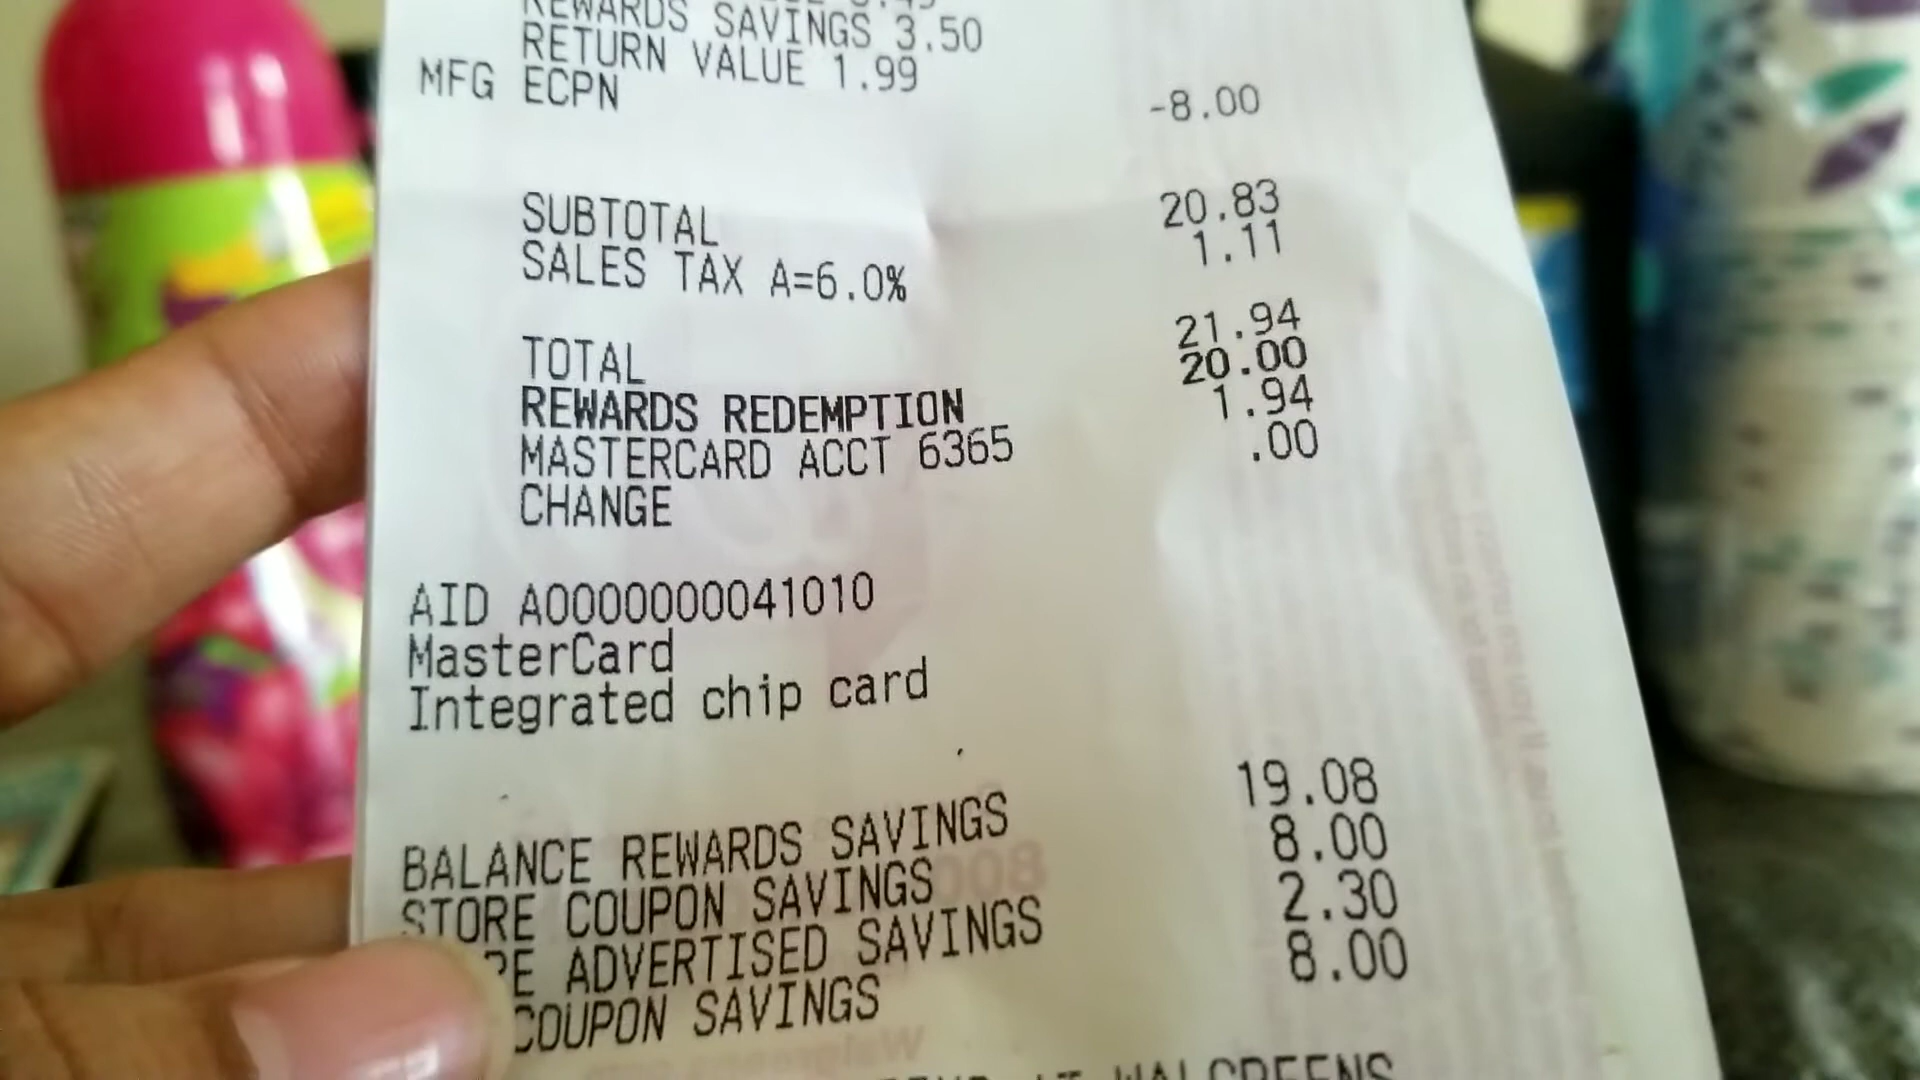 REWARDS SAVINGS 3.50
RETURN VALUE 1.99
MFG ECPN -8.00
SUBTOTAL 20.83
SALES TAX A=6.0% 1.11
TOTAL 21.94
REWARDS REDEMPTION 20.00
MASTERCARD ACCT 6365 1.94
CHANGE .00
AID A0000000041010
MasterCard
Integrated chip card
BALANCE REWARDS SAVINGS 19.08
STORE COUPON SAVINGS 8.00
RE ADVERTISED SAVINGS 2.30
COUPON SAVINGS 8.00
WALGREENS